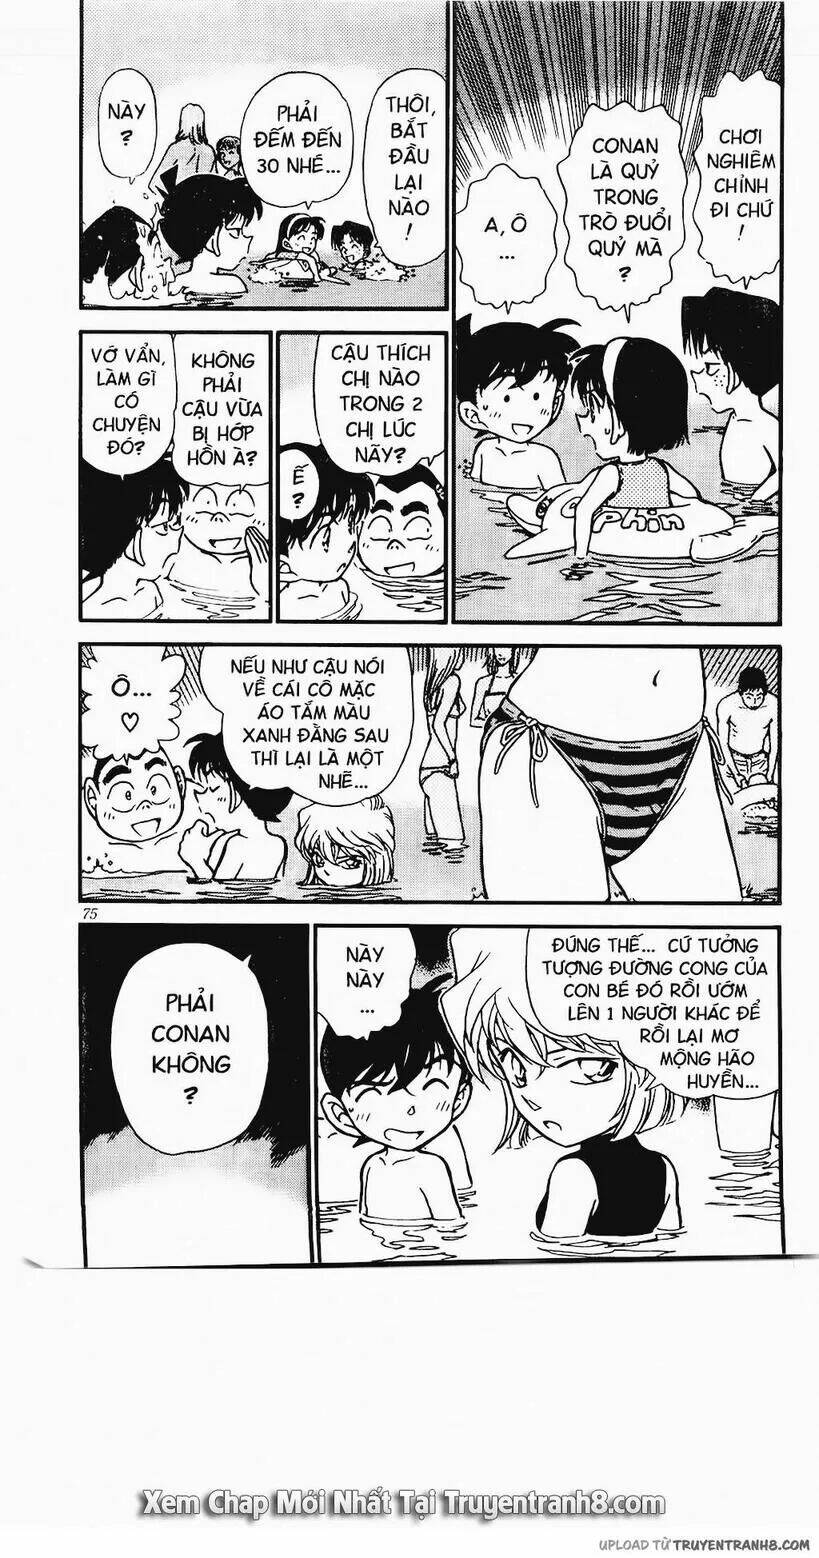 CHƠI
NGHIÊM
CHỈNH
ĐI CHỨ
!
CONAN
LÀ QUỶ
TRONG
TRÒ ĐUỔI
QUỶ MÀ
?
A, Ô
...
Phin
THÔI,
BẮT
ĐẦU
LẠI
NÀO
!
PHẢI
ĐẾM ĐẾN
30 NHÉ...
NÀY
?
CẬU THÍCH
CHỊ NÀO
TRONG 2
CHỊ LÚC
NÃY?
Ế
?
KHÔNG
PHẢI
CẬU VỪA
BỊ HỚP
HỒN À?
VỚ VẨN,
LÀM GÌ
CÓ
CHUYỆN
ĐÓ?
NẾU NHƯ CẬU NÓI
VỀ CÁI CÔ MẶC
ÁO TẮM MÀU
XANH ĐẰNG SAU
THÌ LẠI LÀ MỘT
NHẼ...
Ô...
♡
75
ĐÚNG THẾ... CỨ TƯỞNG
TƯỢNG ĐƯỜNG CONG CỦA
CON BÉ ĐÓ RỒI ƯỚM
LÊN 1 NGƯỜI KHÁC ĐỂ
RỒI LẠI MƠ
MỘNG HÃO
HUYỀN...
NÀY
NÀY
...
PHẢI
CONAN
KHÔNG
?
Xem Chap Mới Nhất Tại Truyentranh8.com
UPLOAD TỪ TRUYENTRANH8.COM